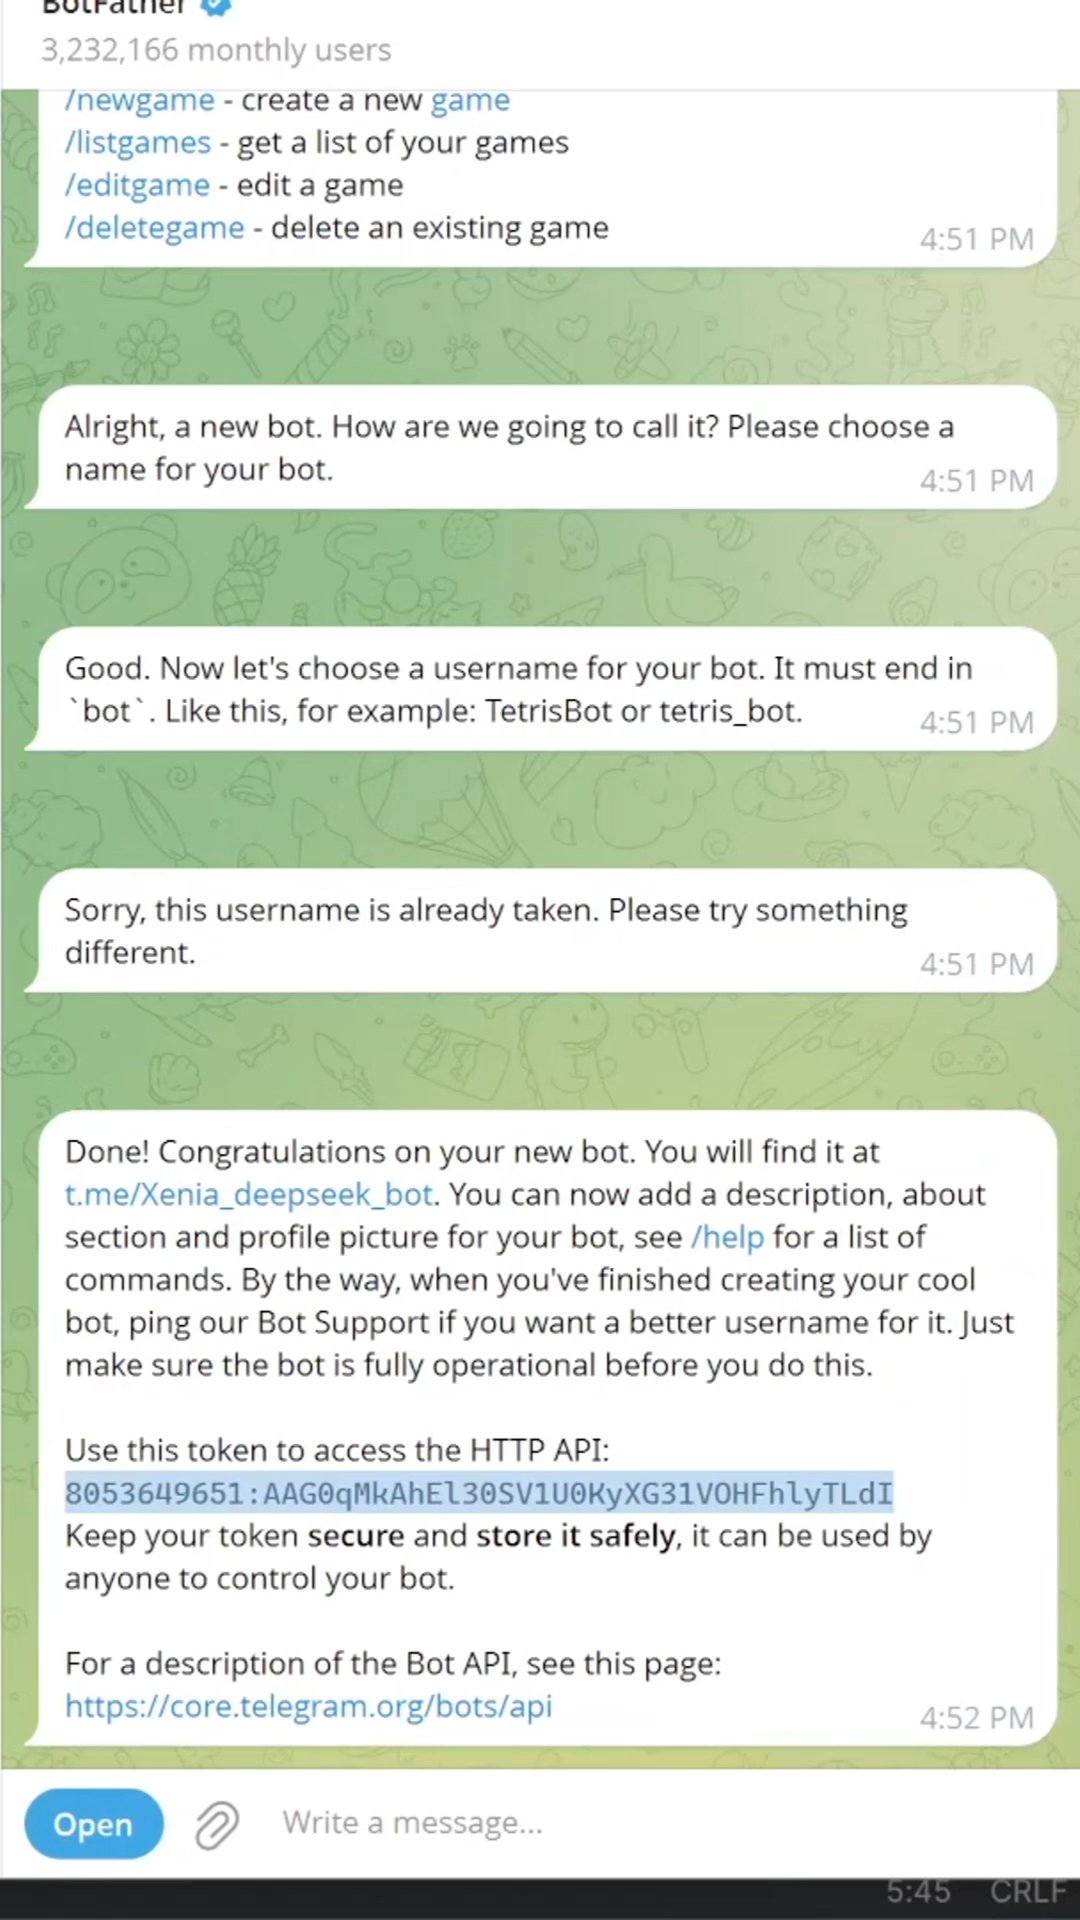 BotFather
3,232,166 monthly users
/newgame - create a new game
/listgames - get a list of your games
/editgame - edit a game
/deletegame - delete an existing game
4:51 PM
Alright, a new bot. How are we going to call it? Please choose a
name for your bot.
4:51 PM
Good. Now let's choose a username for your bot. It must end in
`bot`. Like this, for example: TetrisBot or tetris_bot.
4:51 PM
Sorry, this username is already taken. Please try something
different.
4:51 PM
Done! Congratulations on your new bot. You will find it at
t.me/Xenia_deepseek_bot. You can now add a description, about
section and profile picture for your bot, see /help for a list of
commands. By the way, when you've finished creating your cool
bot, ping our Bot Support if you want a better username for it. Just
make sure the bot is fully operational before you do this.
Use this token to access the HTTP API:
8053649651:AAG0qMkAhEl30SV1U0KyXG31VOHFhlyTLdI
Keep your token secure and store it safely, it can be used by
anyone to control your bot.
For a description of the Bot API, see this page:
https://core.telegram.org/bots/api
4:52 PM
Open
Write a message...
5:45 CRLF